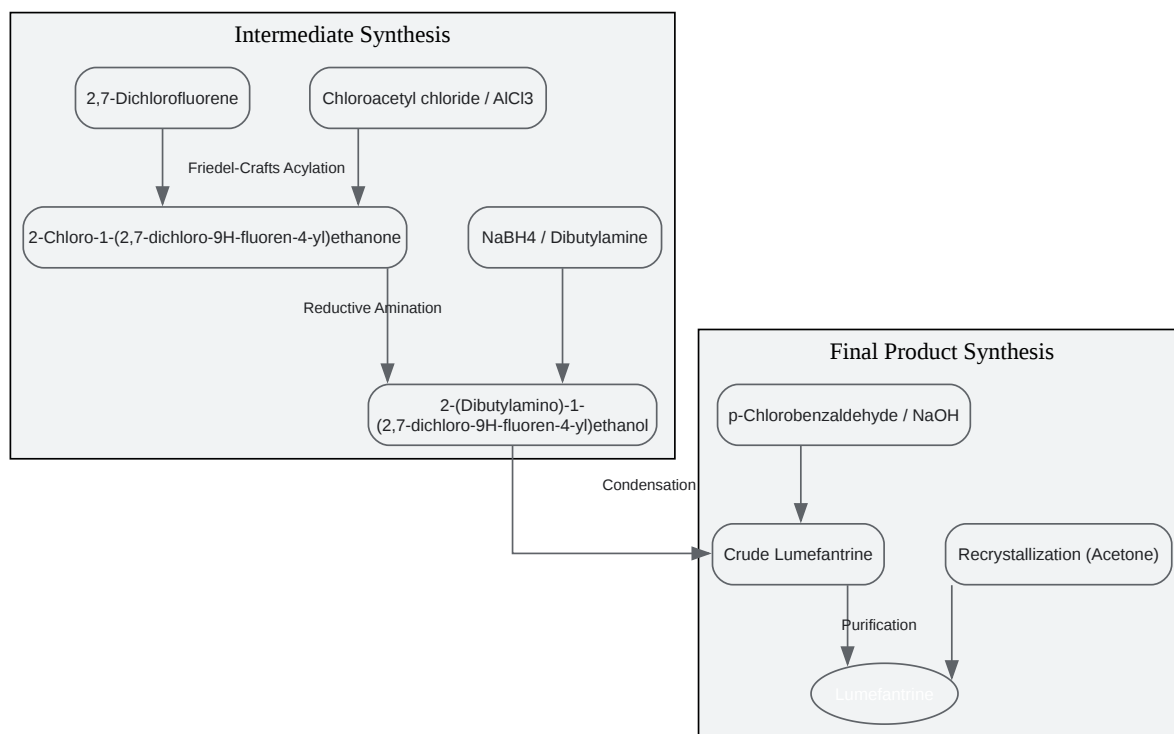 Intermediate Synthesis
2,7-Dichlorofluorene
Chloroacetyl chloride / AlCl3
Friedel-Crafts Acylation
2-Chloro-1-(2,7-dichloro-9H-fluoren-4-yl)ethanone
NaBH4 / Dibutylamine
Reductive Amination
2-(Dibutylamino)-1-
(2,7-dichloro-9H-fluoren-4-yl)ethanol
Final Product Synthesis
p-Chlorobenzaldehyde / NaOH
Condensation
Crude Lumefantrine
Recrystallization (Acetone)
Purification
Lumefantrine